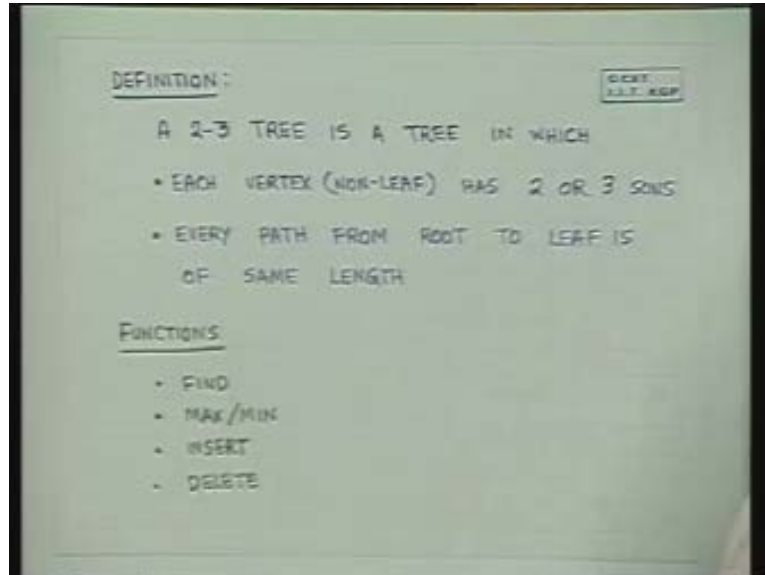 DEFINITION:
I.I.T. KGP
A 2-3 TREE IS A TREE IN WHICH
• EACH VERTEX (NON-LEAF) HAS 2 OR 3 SONS
• EVERY PATH FROM ROOT TO LEAF IS
OF SAME LENGTH
FUNCTIONS
• FIND
• MAX/MIN
• INSERT
• DELETE